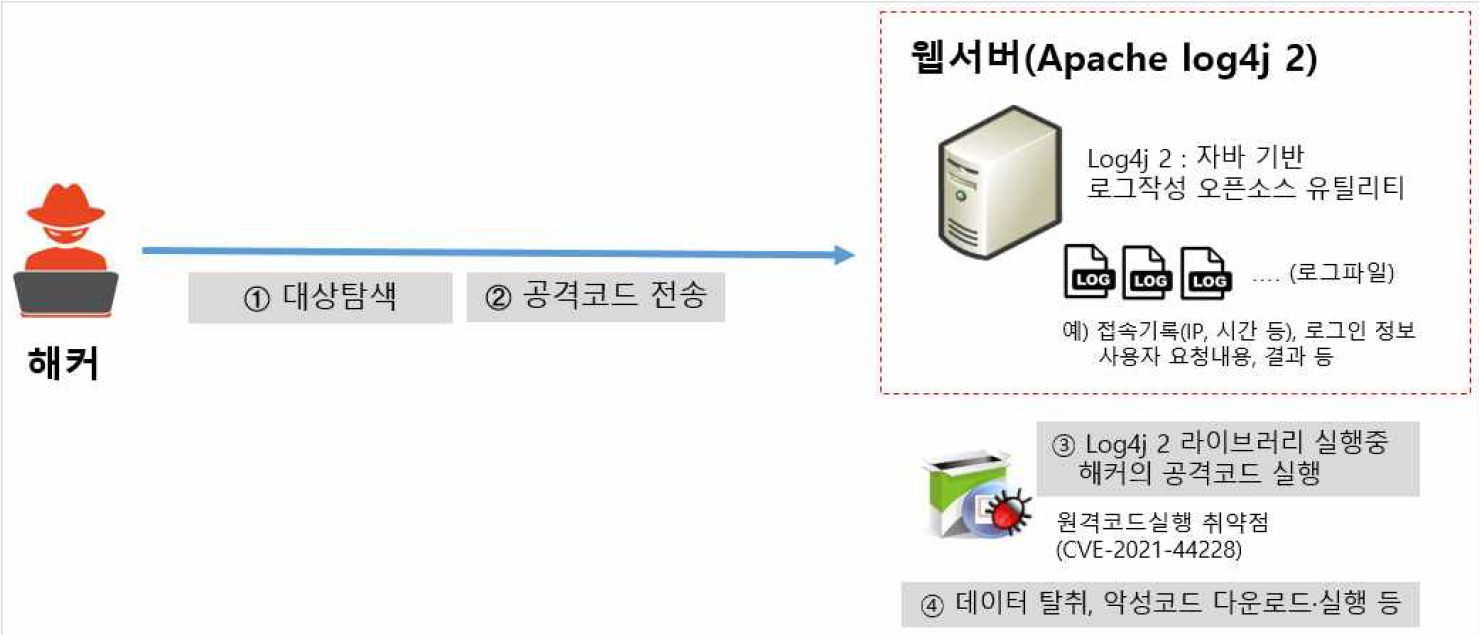 웹서버(Apache log4j 2)
Log4j 2 : 자바 기반
로그작성 오픈소스 유틸리티
LOG LOG LOG .... (로그파일)
예) 접속기록(IP, 시간 등), 로그인 정보
사용자 요청내용, 결과 등
① 대상탐색
② 공격코드 전송
해커
③ Log4j 2 라이브러리 실행중
해커의 공격코드 실행
원격코드실행 취약점
(CVE-2021-44228)
④ 데이터 탈취, 악성코드 다운로드·실행 등